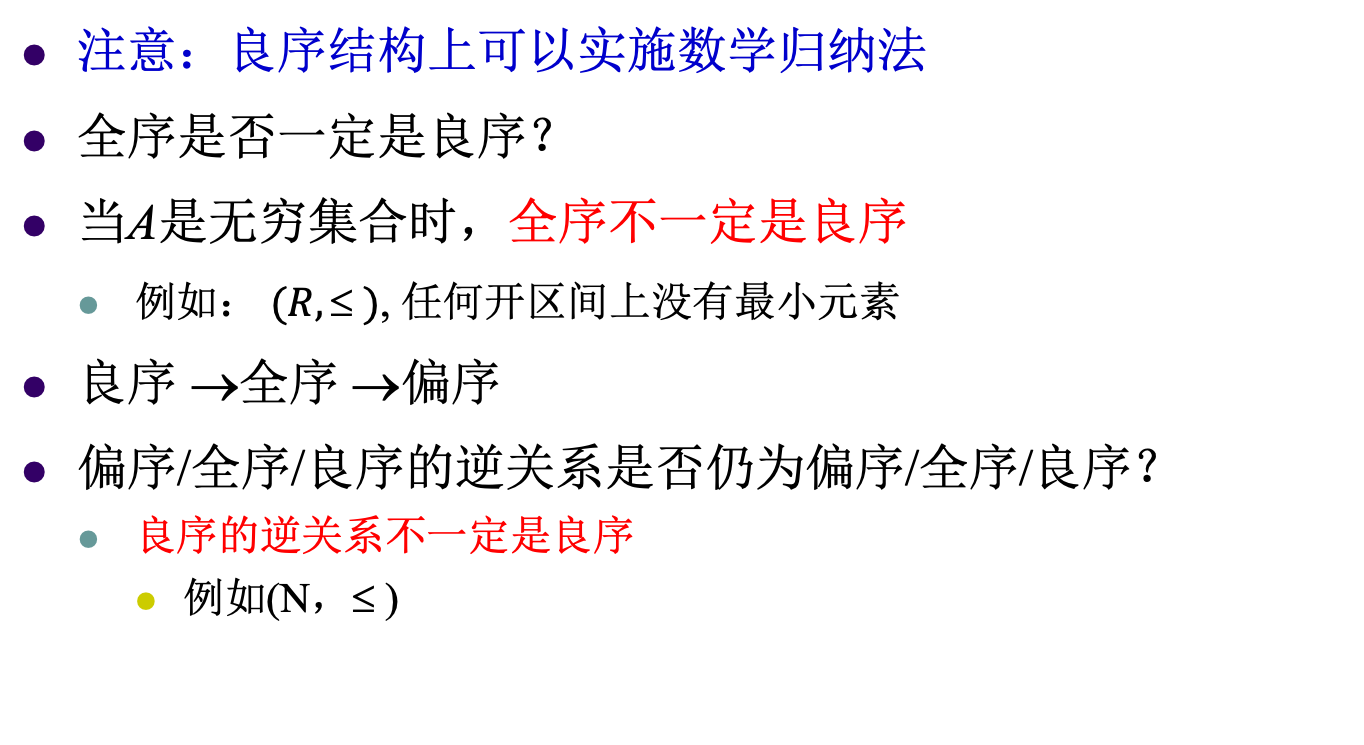 注意：良序结构上可以实施数学归纳法
全序是否一定是良序？
当A是无穷集合时，全序不一定是良序
例如： (R,≤ ), 任何开区间上没有最小元素
良序 →全序 →偏序
偏序/全序/良序的逆关系是否仍为偏序/全序/良序？
良序的逆关系不一定是良序
例如(N，≤ )